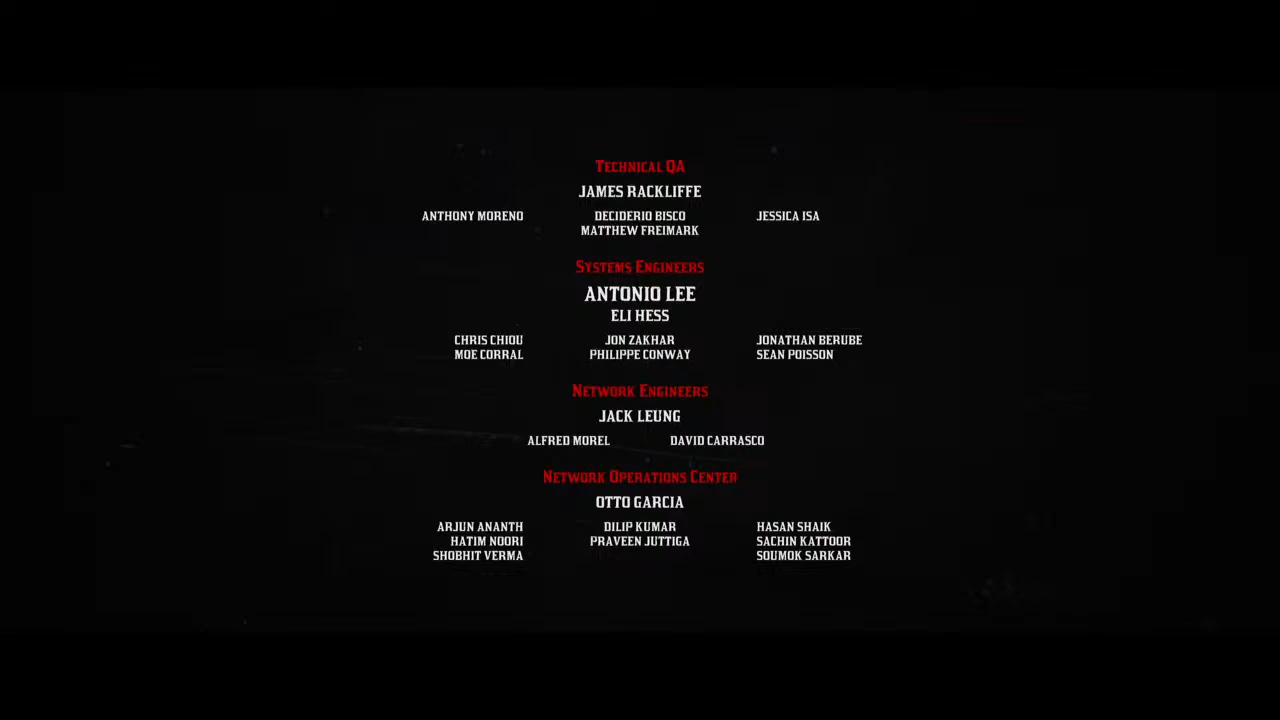 Technical QA
JAMES RACKLIFFE
ANTHONY MORENO DECIDERIO BISCO JESSICA ISA
MATTHEW FREIMARK
Systems Engineers
ANTONIO LEE
ELI HESS
CHRIS CHIOU JON ZAKHAR JONATHAN BERUBE
MOE CORRAL PHILIPPE CONWAY SEAN POISSON
Network Engineers
JACK LEUNG
ALFRED MOREL DAVID CARRASCO
Network Operations Center
OTTO GARCIA
ARJUN ANANTH DILIP KUMAR HASAN SHAIK
HATIM NOORI PRAVEEN JUTTIGA SACHIN KATTOOR
SHOBHIT VERMA SOUMOK SARKAR